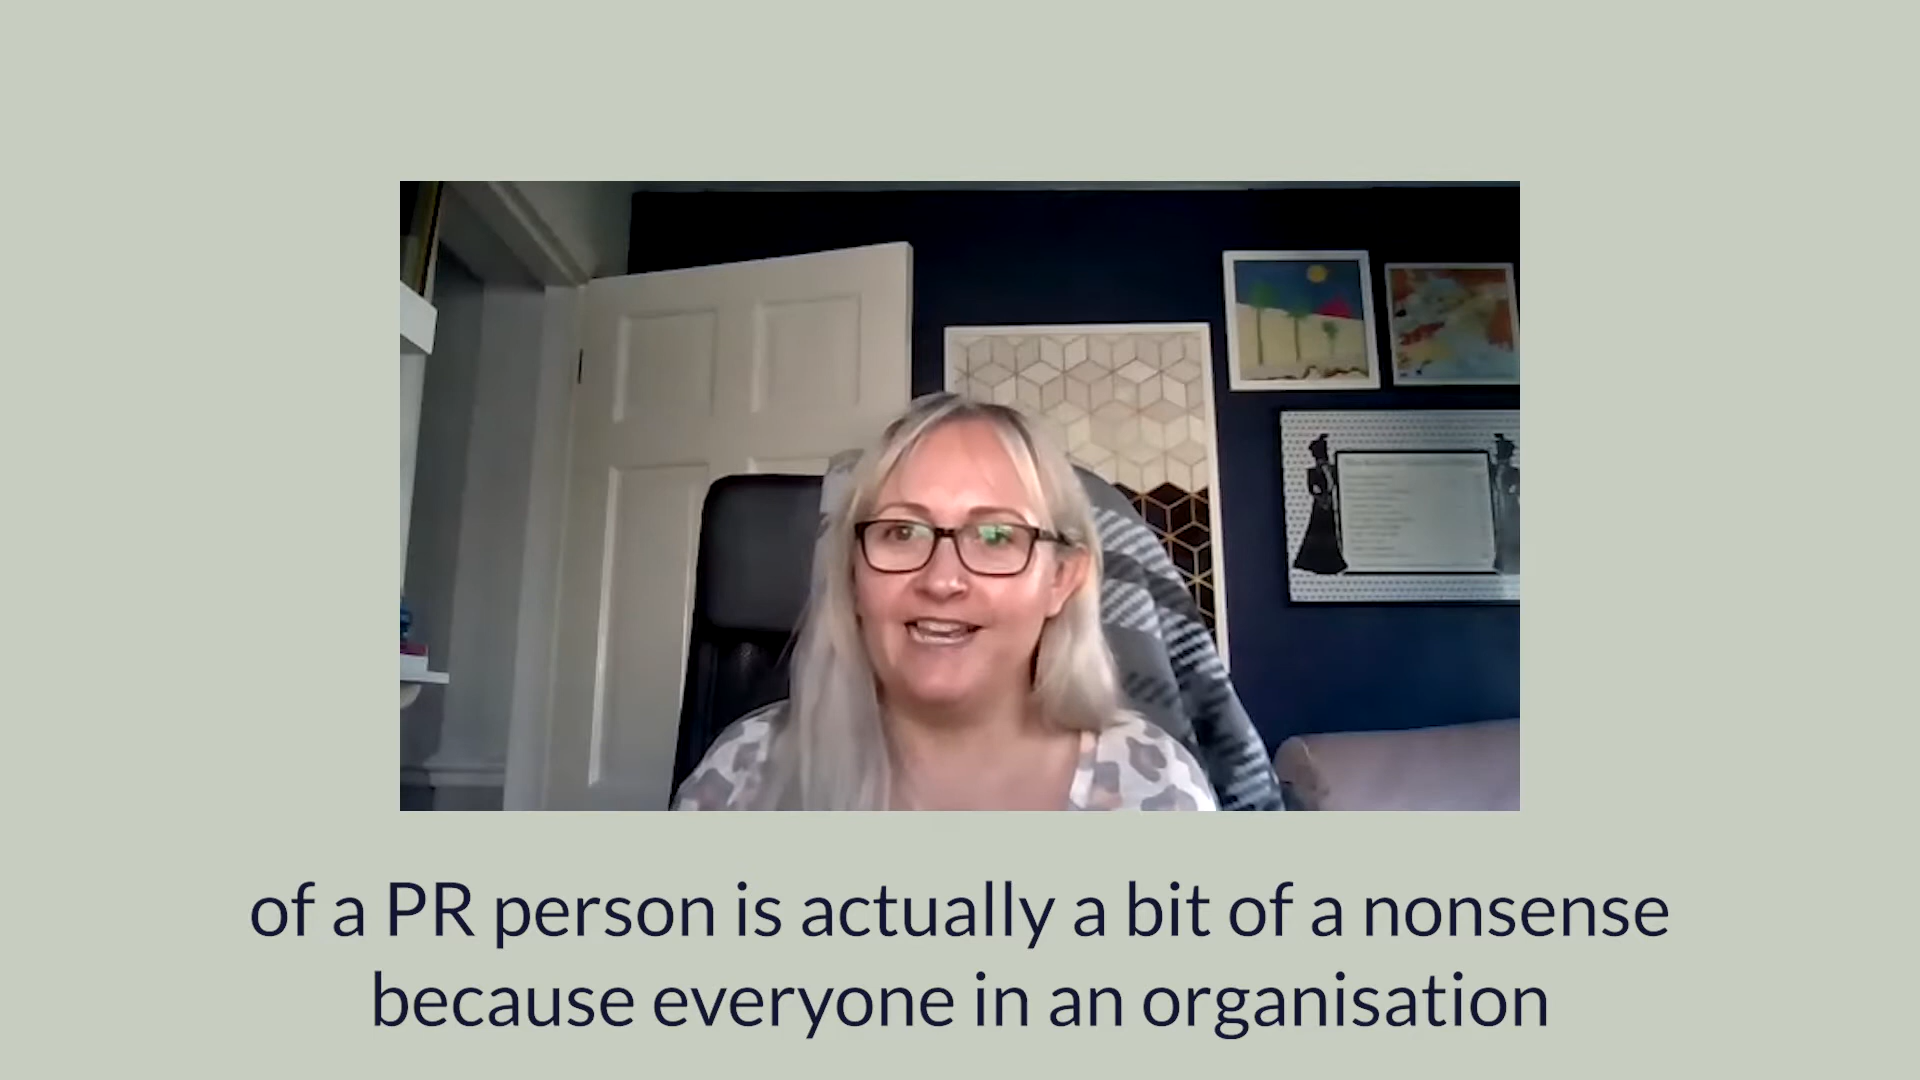 of a PR person is actually a bit of a nonsense
because everyone in an organisation